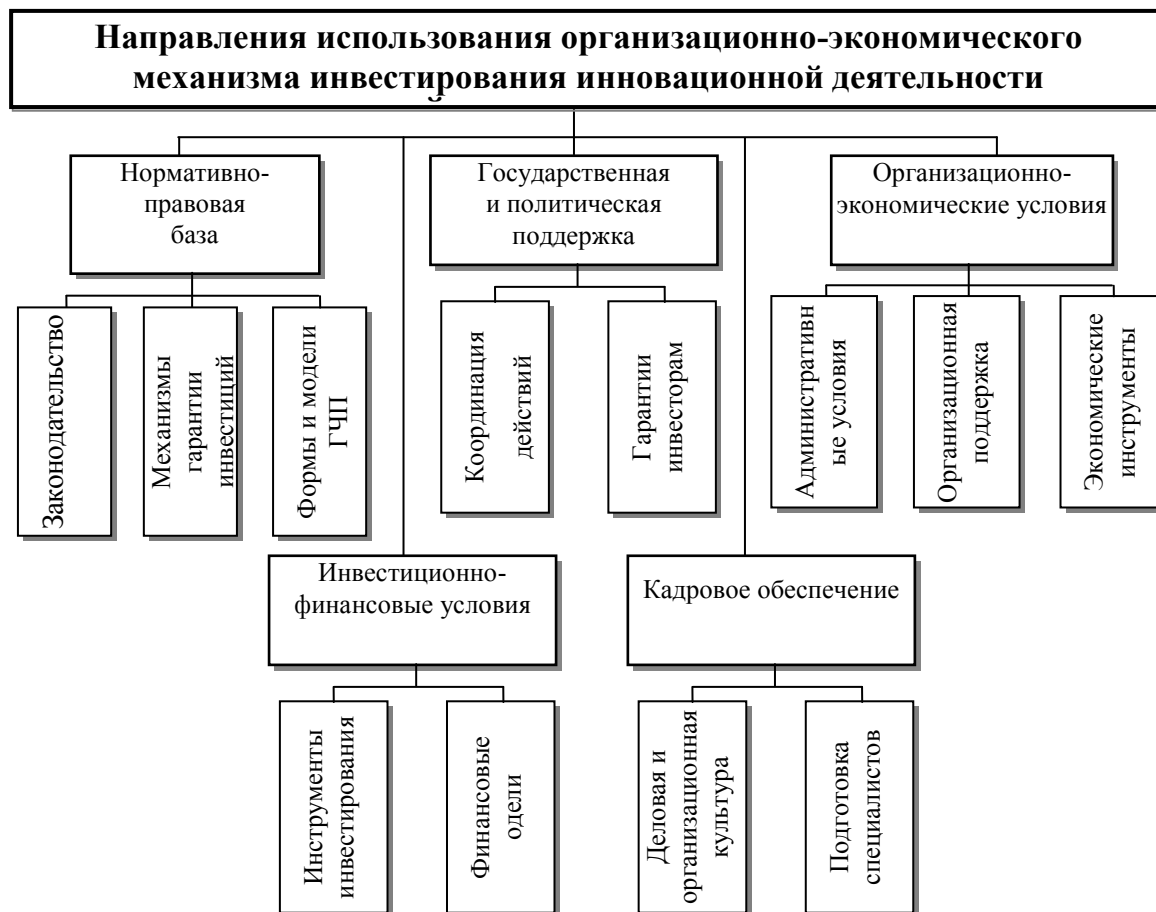 Направления использования организационно-экономического
механизма инвестирования инновационной деятельности
Нормативно-
правовая
база
Государственная
и политическая
поддержка
Организационно-
экономические условия
Законодательство
Механизмы
гарантии
инвестиций
Формы и модели
ГЧП
Координация
действий
Гарантии
инвесторам
Административн
ые условия
Организационная
поддержка
Экономические
инструменты
Инвестиционно-
финансовые условия
Кадровое обеспечение
Инструменты
инвестирования
Финансовые
одели
Деловая и
организационная
культура
Подготовка
специалистов